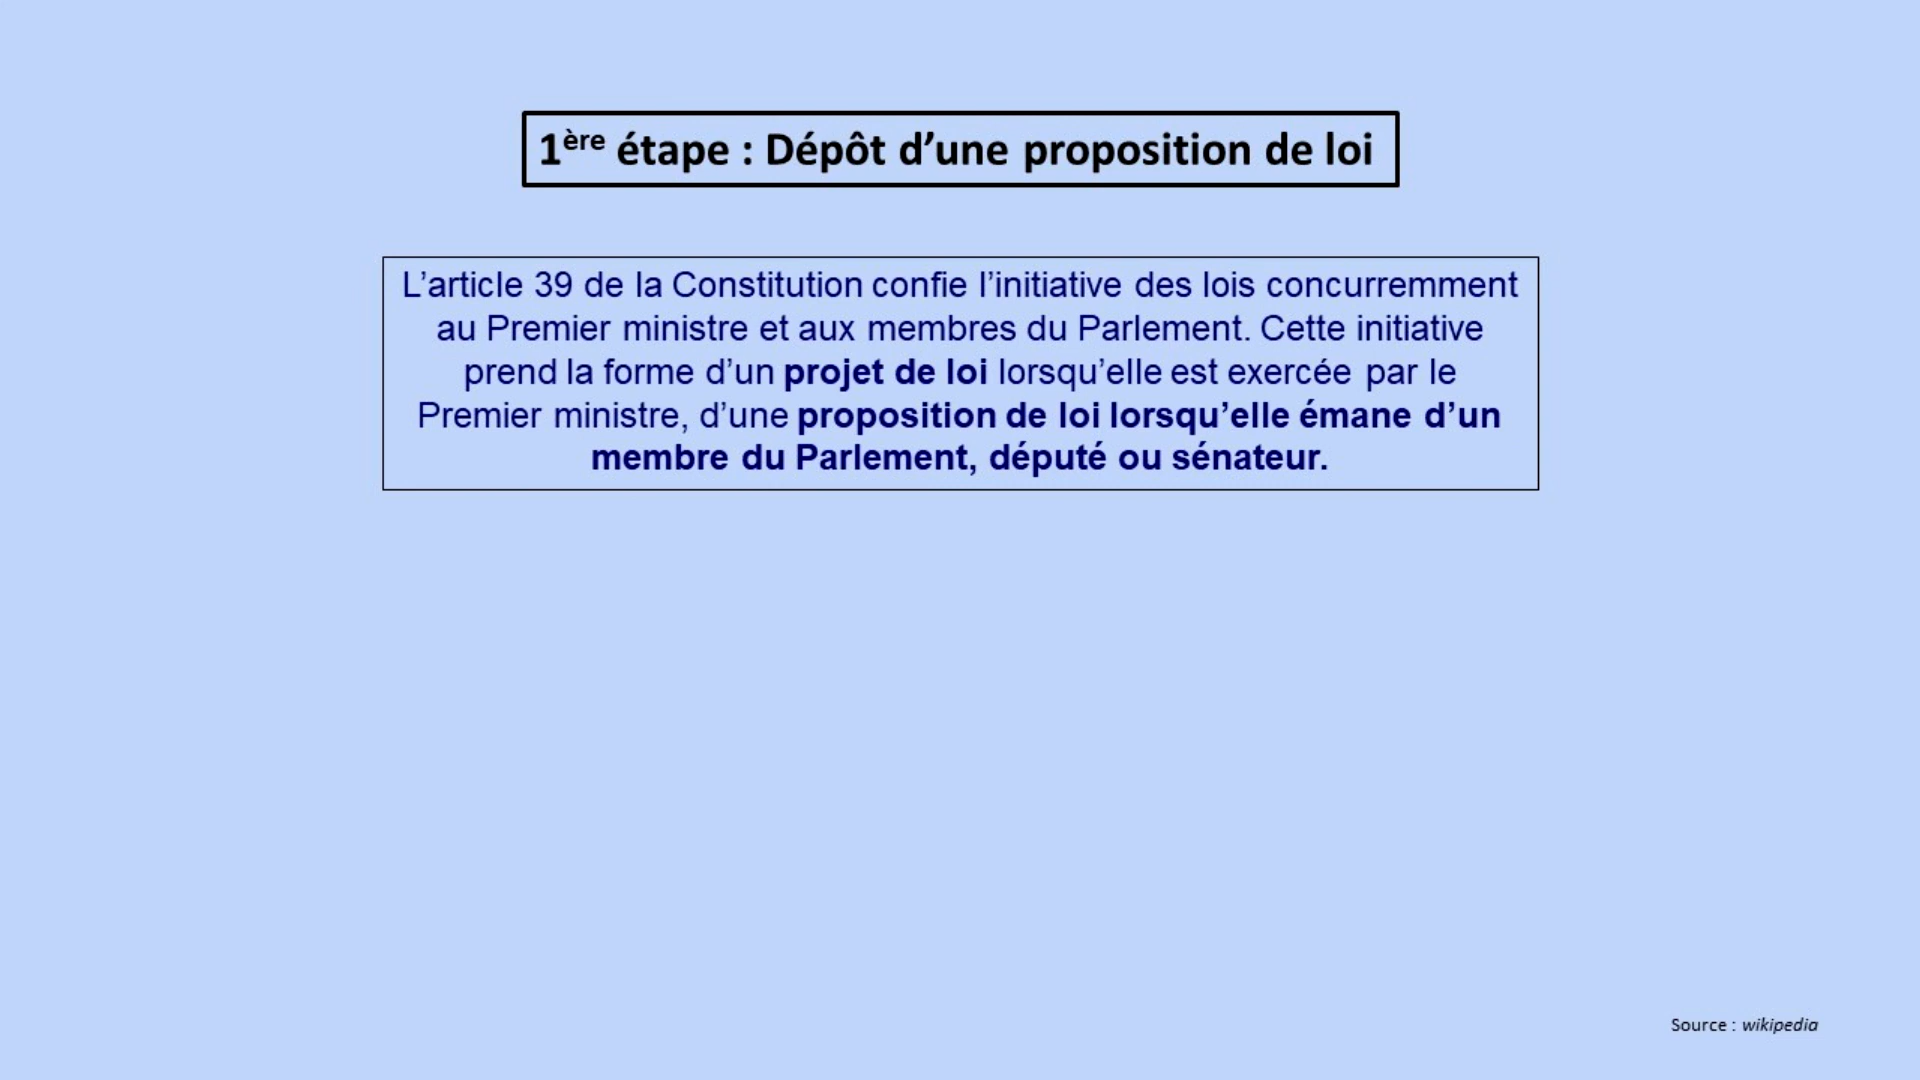 1ère étape : Dépôt d’une proposition de loi
L’article 39 de la Constitution confie l’initiative des lois concurremment
au Premier ministre et aux membres du Parlement. Cette initiative
prend la forme d’un projet de loi lorsqu’elle est exercée par le
Premier ministre, d’une proposition de loi lorsqu’elle émane d’un
membre du Parlement, député ou sénateur.
Source : wikipedia